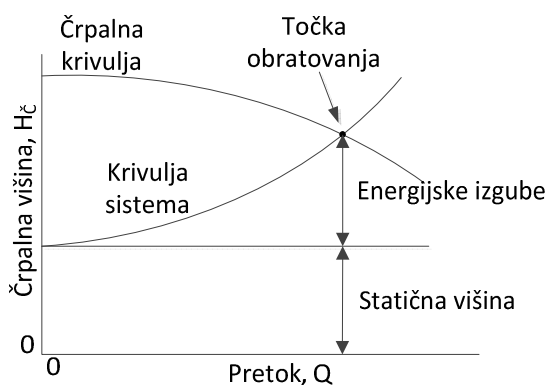 Črpalna
krivulja
Točka
obratovanja
Črpalna višina, HČ
Krivulja
sistema
Energijske izgube
Statična višina
0
0
Pretok, Q